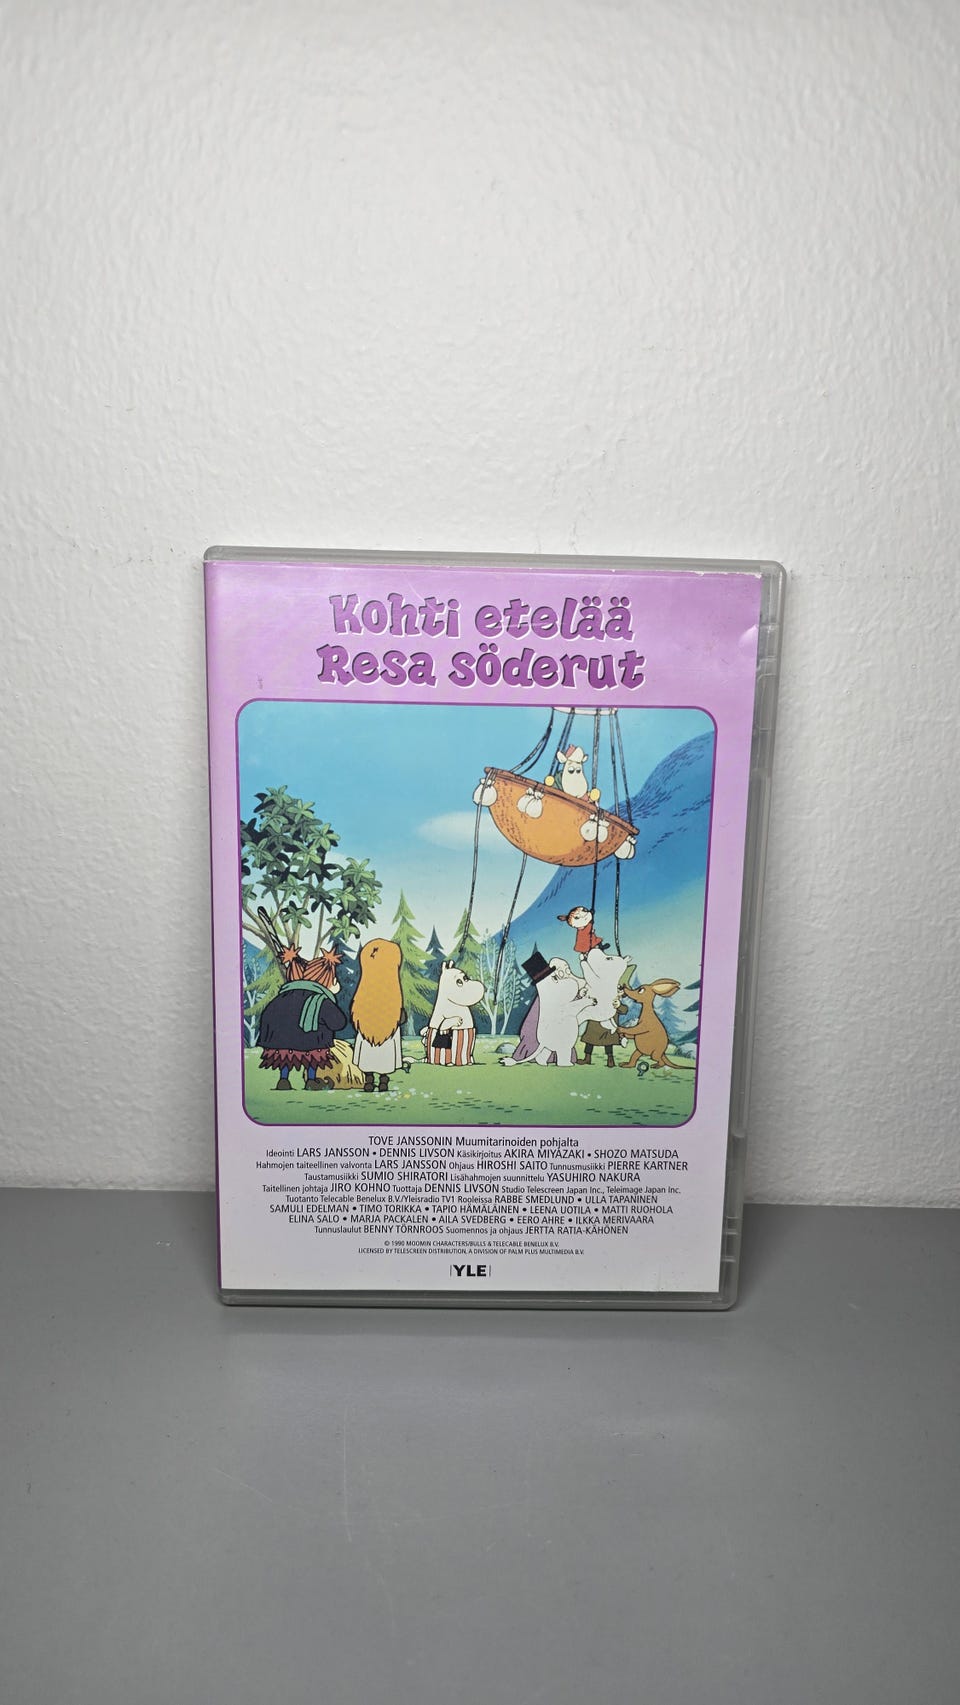 Kohti etelää
Resa söderut
TOVE JANSSONIN Muumitarinoiden pohjalta
Ideointi LARS JANSSON • DENNIS LIVSON Käsikirjoitus AKIRA MIYAZAKI • SHOZO MATSUDA
Hahmojen taiteellinen valvonta LARS JANSSON Ohjaus HIROSHI SAITO Tunnusmusiikki PIERRE KARTNER
Taustamusiikki SUMIO SHIRATORI Lisähahmojen suunnittelu YASUHIRO NAKURA
Taiteellinen johtaja JIRO KOHNO Tuottaja DENNIS LIVSON Studio Telescreen Japan Inc., Teleimage Japan Inc.
Tuotanto Telecable Benelux B.V./Yleisradio TV1 Rooleissa RABBE SMEDLUND • ULLA TAPANINEN
SAMULI EDELMAN • TIMO TORIKKA • TAPIO HÄMÄLÄINEN • LEENA UOTILA • MATTI RUOHOLA
ELINA SALO • MARJA PACKALEN • AILA SVEDBERG • EERO AHRE • ILKKA MERIVAARA
Tunnuslaulut BENNY TÖRNROOS Suomennos ja ohjaus JERTTA RATIA-KÄHÖNEN
© 1990 MOOMIN CHARACTERS/BULLS & TELECABLE BENELUX B.V.
LICENSED BY TELESCREEN DISTRIBUTION, A DIVISION OF PALM PLUS MULTIMEDIA B.V.
YLE